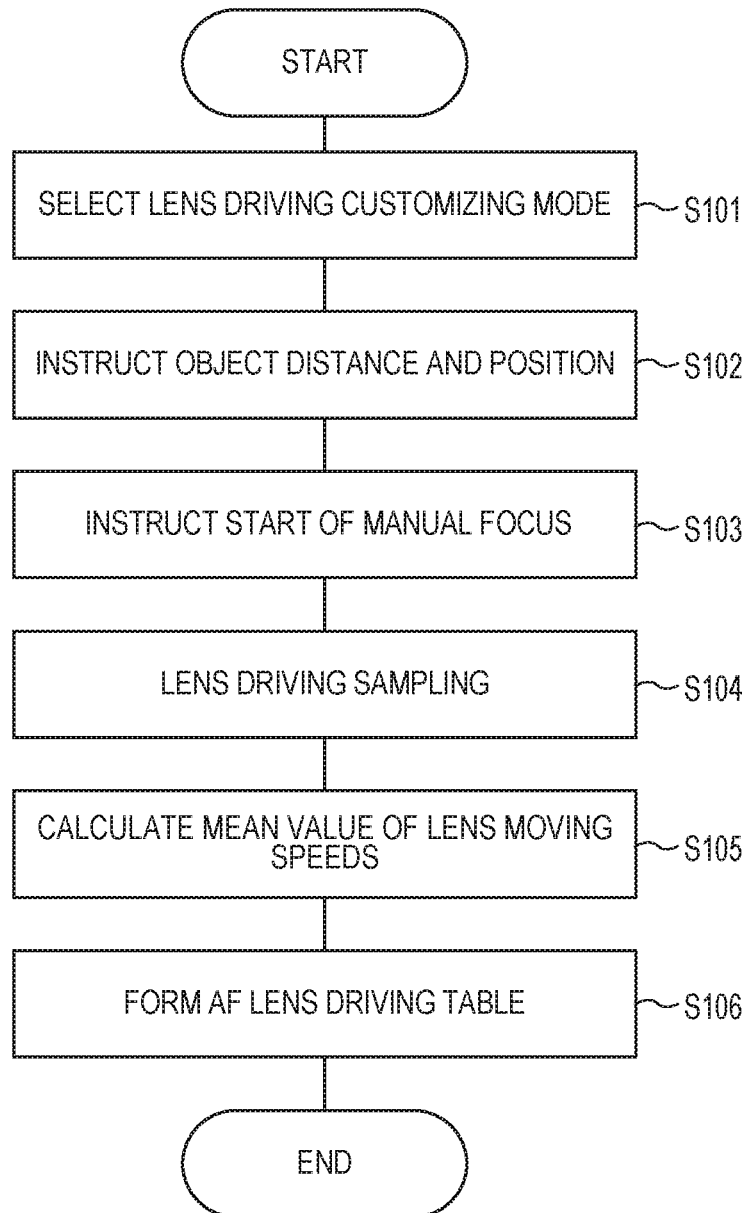 START
SELECT LENS DRIVING CUSTOMIZING MODE
S101
INSTRUCT OBJECT DISTANCE AND POSITION
S102
INSTRUCT START OF MANUAL FOCUS
S103
LENS DRIVING SAMPLING
S104
CALCULATE MEAN VALUE OF LENS MOVING
SPEEDS
S105
FORM AF LENS DRIVING TABLE
S106
END